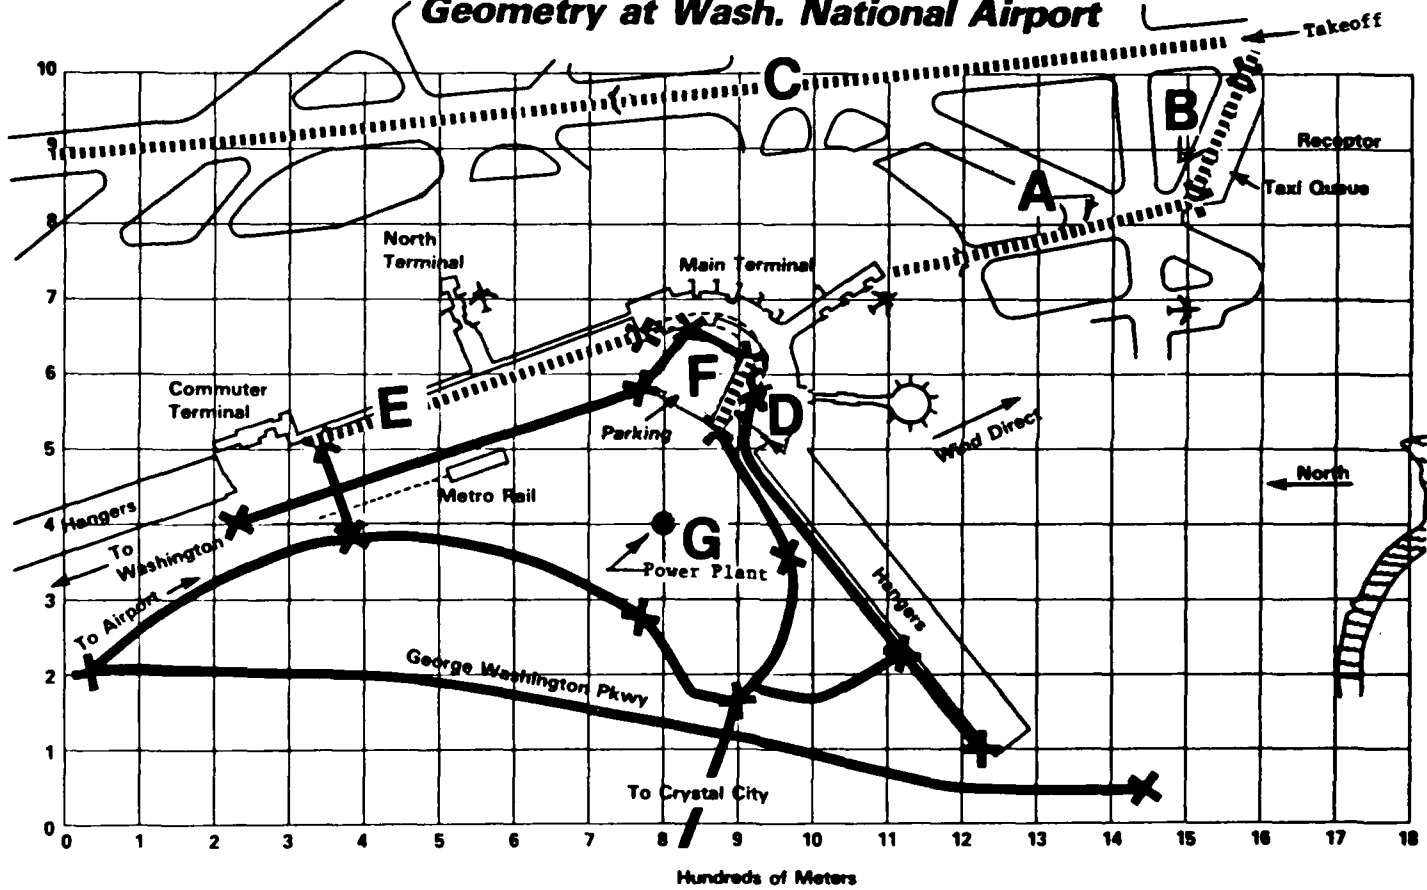 Geometry at Wash. National Airport
Takeoff
C
B
Receptor
Taxi Queue
A
North
Terminal
Main Terminal
Commuter
Terminal
E
F
D
Parking
Wind Direct
Metro Rail
North
Hangers
To
Washington
G
Power Plant
To Airport
Hangers
George Washington Pkwy
To Crystal City
10
9
8
7
6
5
4
3
2
1
0
0 1 2 3 4 5 6 7 8 9 10 11 12 13 14 15 16 17 18
Hundreds of Meters